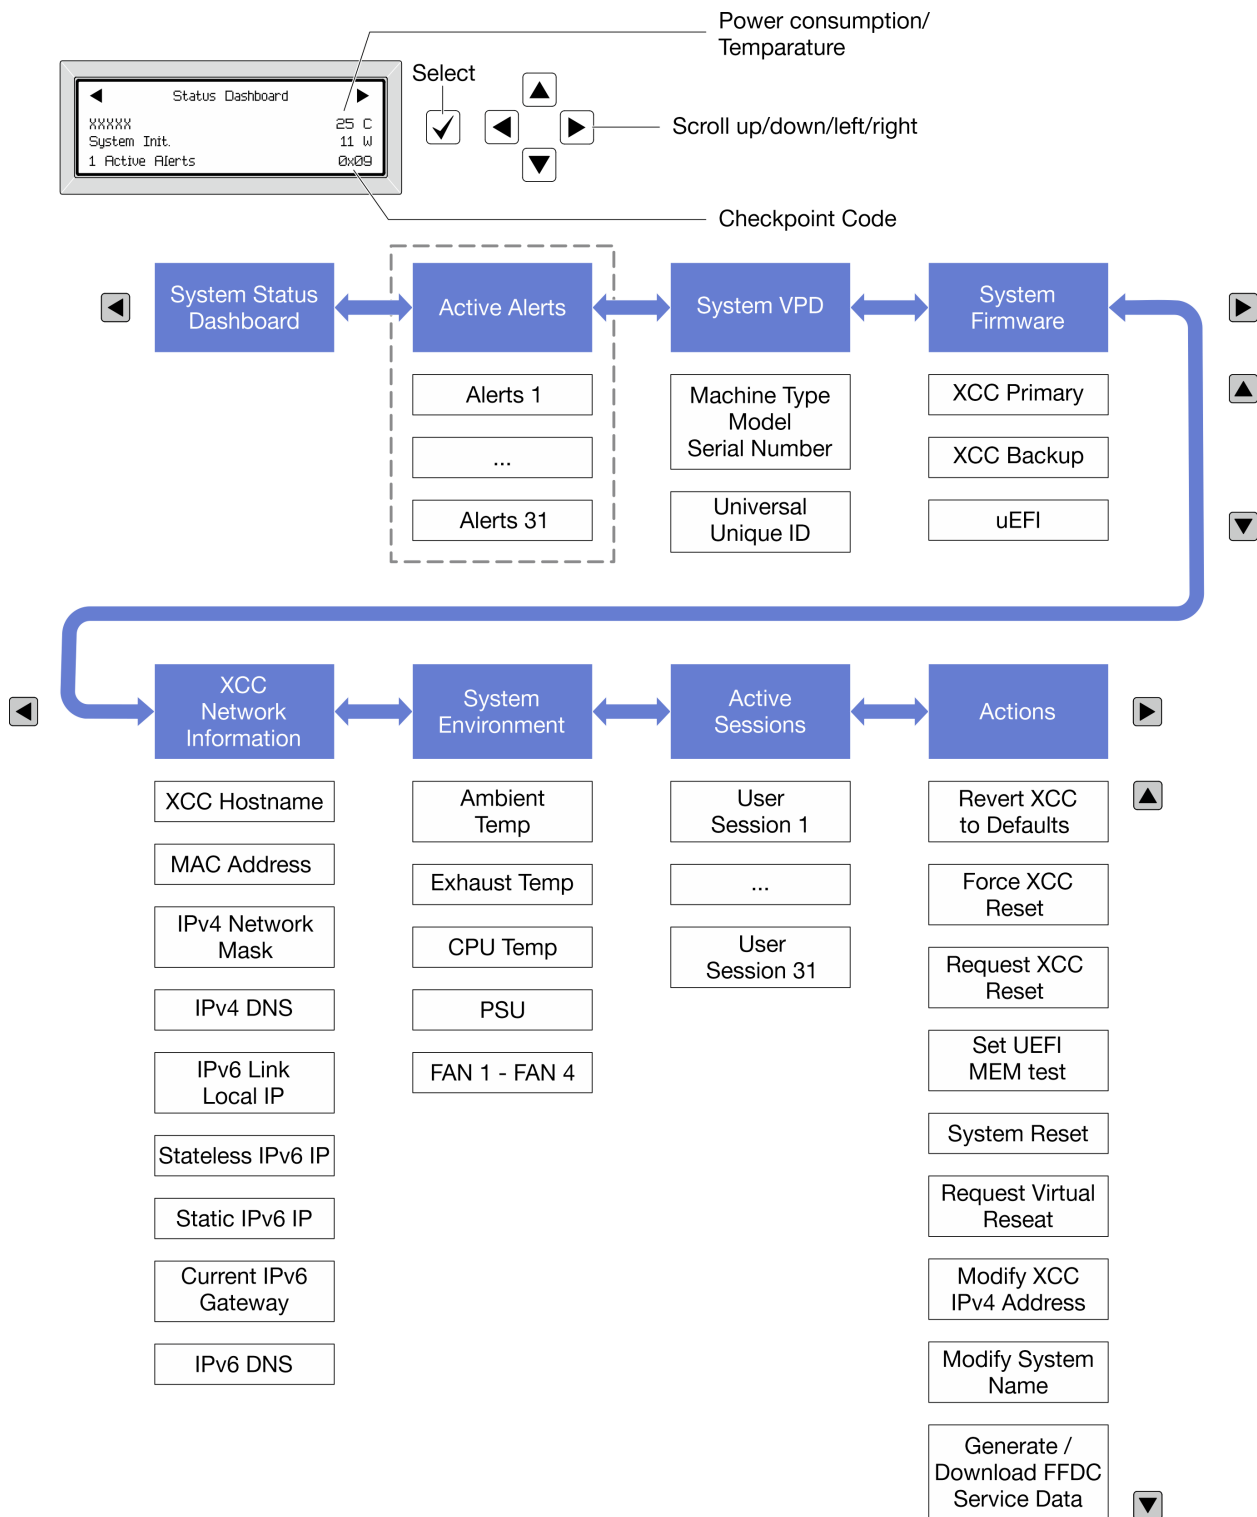 Power consumption/
Temparature
Select
Status Dashboard
XXXXX 25 C
System Init. 11 W
1 Active Alerts 0x09
Scroll up/down/left/right
Checkpoint Code
System Status
Dashboard
Active Alerts
System VPD
System
Firmware
Alerts 1
...
Alerts 31
Machine Type
Model
Serial Number
Universal
Unique ID
XCC Primary
XCC Backup
uEFI
XCC
Network
Information
System
Environment
Active
Sessions
Actions
XCC Hostname
MAC Address
IPv4 Network
Mask
IPv4 DNS
IPv6 Link
Local IP
Stateless IPv6 IP
Static IPv6 IP
Current IPv6
Gateway
IPv6 DNS
Ambient
Temp
Exhaust Temp
CPU Temp
PSU
FAN 1 - FAN 4
User
Session 1
...
User
Session 31
Revert XCC
to Defaults
Force XCC
Reset
Request XCC
Reset
Set UEFI
MEM test
System Reset
Request Virtual
Reseat
Modify XCC
IPv4 Address
Modify System
Name
Generate /
Download FFDC
Service Data